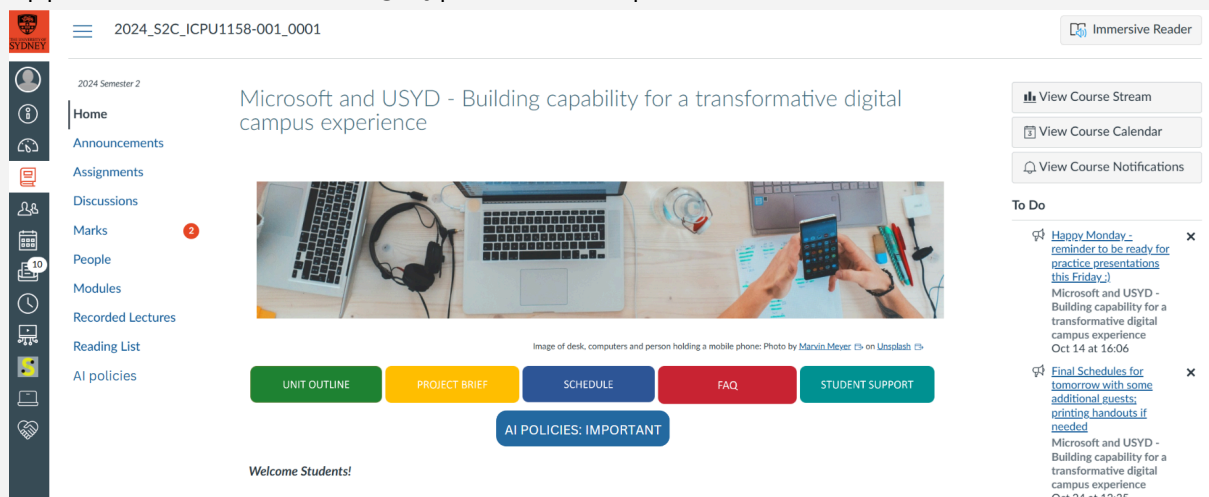 SYDNEY
2024_S2C_ICPU1158-001_0001
Immersive Reader
2024 Semester 2
Home
Announcements
Assignments
Discussions
Marks 2
People
Modules
Recorded Lectures
Reading List
AI policies
10
Microsoft and USYD - Building capability for a transformative digital
campus experience
Image of desk, computers and person holding a mobile phone: Photo by Marvin Meyer on Unsplash
UNIT OUTLINE
PROJECT BRIEF
SCHEDULE
FAQ
STUDENT SUPPORT
AI POLICIES: IMPORTANT
Welcome Students!
View Course Stream
3 View Course Calendar
View Course Notifications
To Do
Happy Monday -
reminder to be ready for
practice presentations
this Friday :)
Microsoft and USYD -
Building capability for a
transformative digital
campus experience
Oct 14 at 16:06
Final Schedules for
tomorrow with some
additional guests;
printing handouts if
needed
Microsoft and USYD -
Building capability for a
transformative digital
campus experience